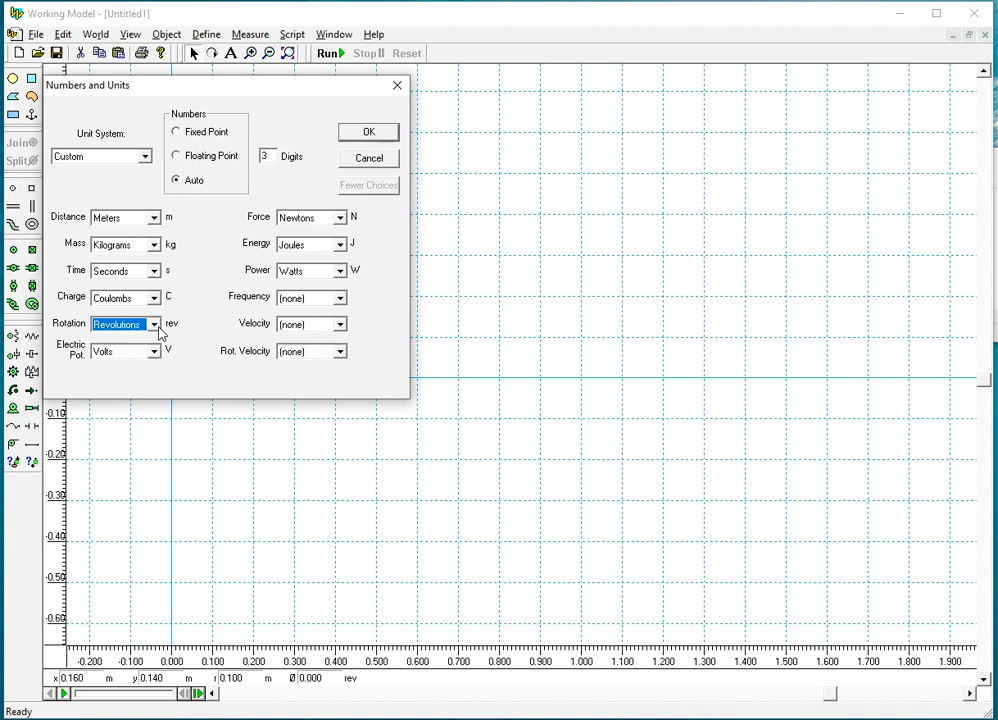 Working Model - [Untitled1]
File Edit World View Object Define Measure Script Window Help
Run Stop Reset
Numbers and Units
Join
Split
Unit System:
Custom
Numbers
Fixed Point
Floating Point
Auto
3 Digits
OK
Cancel
Fewer Choices
Distance Meters m
Mass Kilograms kg
Time Seconds s
Charge Coulombs C
Rotation Revolutions rev
Electric Pot. Volts V
Force Newtons N
Energy Joules J
Power Watts W
Frequency (none)
Velocity (none)
Rot. Velocity (none)
-0.10
-0.20
-0.30
-0.40
-0.50
-0.60
-0.200 -0.100 0.000 0.100 0.200 0.300 0.400 0.500 0.600 0.700 0.800 0.900 1.000 1.100 1.200 1.300 1.400 1.500 1.600 1.700 1.800 1.900
x 0.160 m y 0.140 m r 0.100 m Ø 0.000 rev
Ready